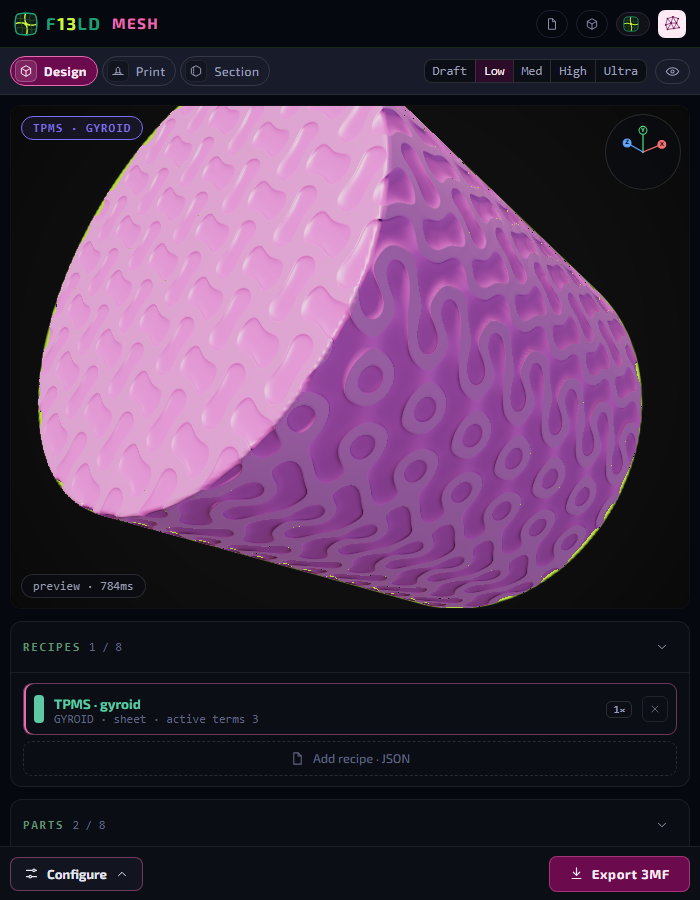 F13LD MESH
Design
Print
Section
Draft
Low
Med
High
Ultra
TPMS · GYROID
Y
Z
X
preview · 784ms
RECIPES 1 / 8
TPMS · gyroid
GYROID · sheet · active terms 3
1×
Add recipe · JSON
PARTS 2 / 8
Configure
Export 3MF